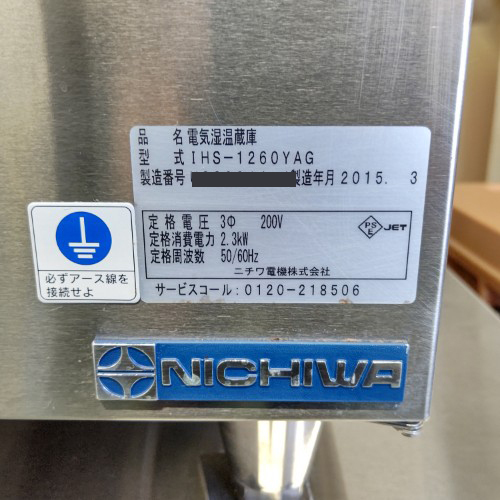 品 名 電気湿温蔵庫
型 式 IHS-1260YAG
製造番号 製造年月 2015. 3
定格電圧 3Φ 200V
定格消費電力 2.3kW
定格周波数 50/60Hz
PS E JET
ニチワ電機株式会社
サービスコール:0120-218506
必ずアース線を
接続せよ
NICHIWA